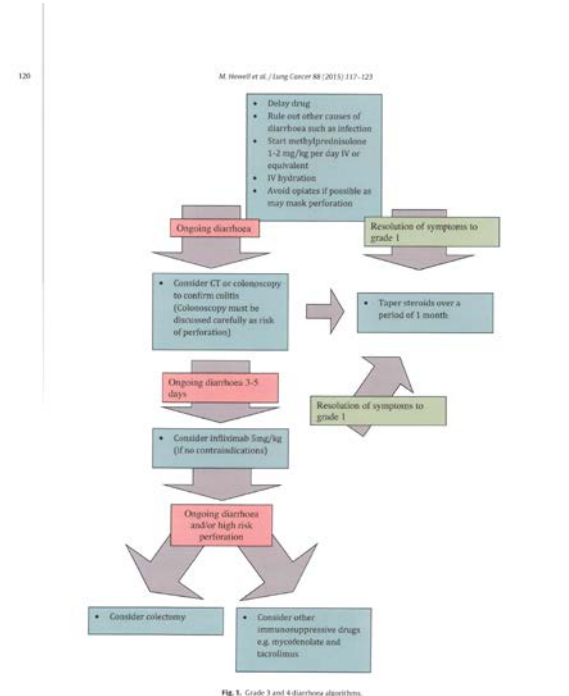 120
M. Howell et al. / Lung Cancer 88 (2015) 117–123
• Delay drug
• Rule out other causes of
diarrhoea such as infection
• Start methylprednisolone
1-2 mg/kg per day IV or
equivalent
• IV hydration
• Avoid opiates if possible as
may mask perforation
Ongoing diarrhoea
Resolution of symptoms to
grade 1
• Consider CT or colonoscopy
to confirm colitis
(Colonoscopy must be
discussed carefully as risk
of perforation)
• Taper steroids over a
period of 1 month
Ongoing diarrhoea 3-5
days
Resolution of symptoms to
grade 1
• Consider infliximab 5mg/kg
(if no contraindications)
Ongoing diarrhoea
and/or high risk
perforation
• Consider colectomy
• Consider other
immunosuppressive drugs
e.g. mycofenolate and
tacrolimus
Fig. 1. Grade 3 and 4 diarrhoea algorithms.